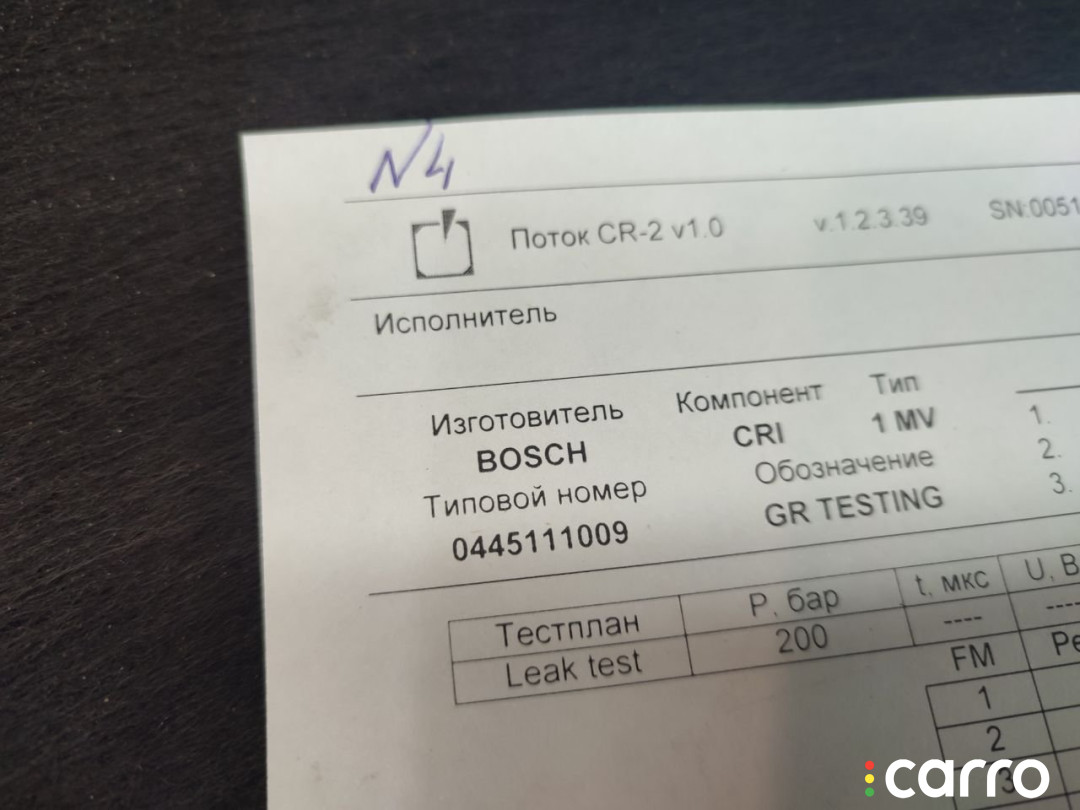 N4
Поток CR-2 v1.0 v.1.2.3.39 SN:0051
Исполнитель
Изготовитель Компонент Тип
BOSCH CRI 1 MV
Типовой номер Обозначение
0445111009 GR TESTING
1.
2.
3.
Тестплан P, бар t, мкс U, В
Leak test 200 ---- ----
FM
1
2
3
carro